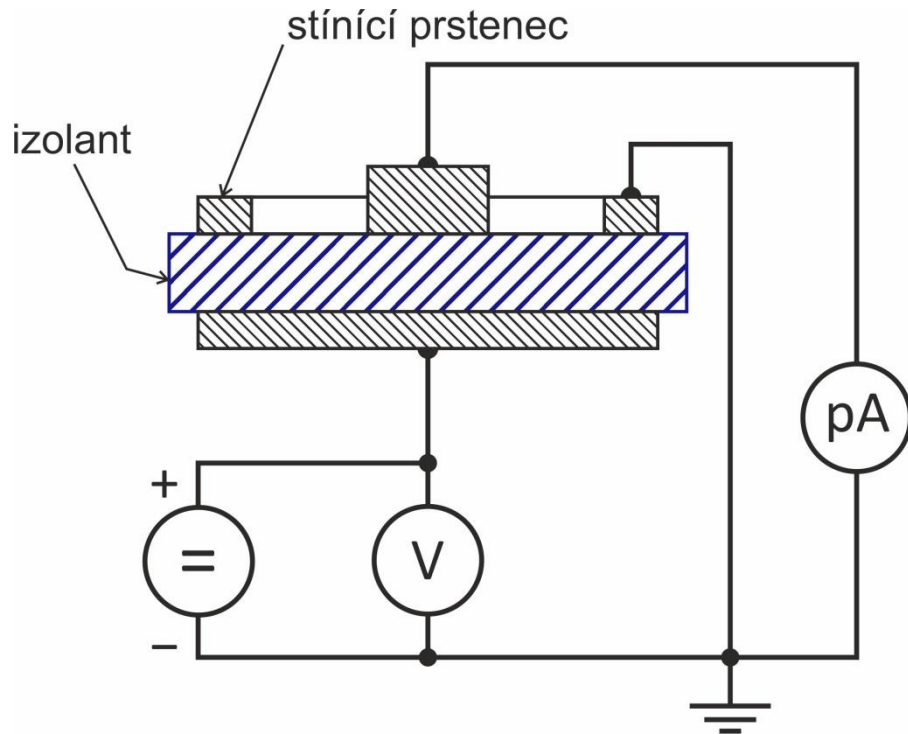 stínící prstenec
izolant
pA
+
=
V
−